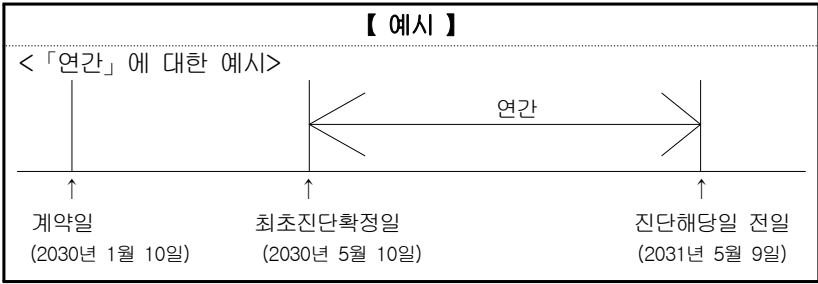 【 예시 】
<「연간」에 대한 예시>
연간
↑ ↑ ↑
계약일 최초진단확정일 진단해당일 전일
(2030년 1월 10일) (2030년 5월 10일) (2031년 5월 9일)